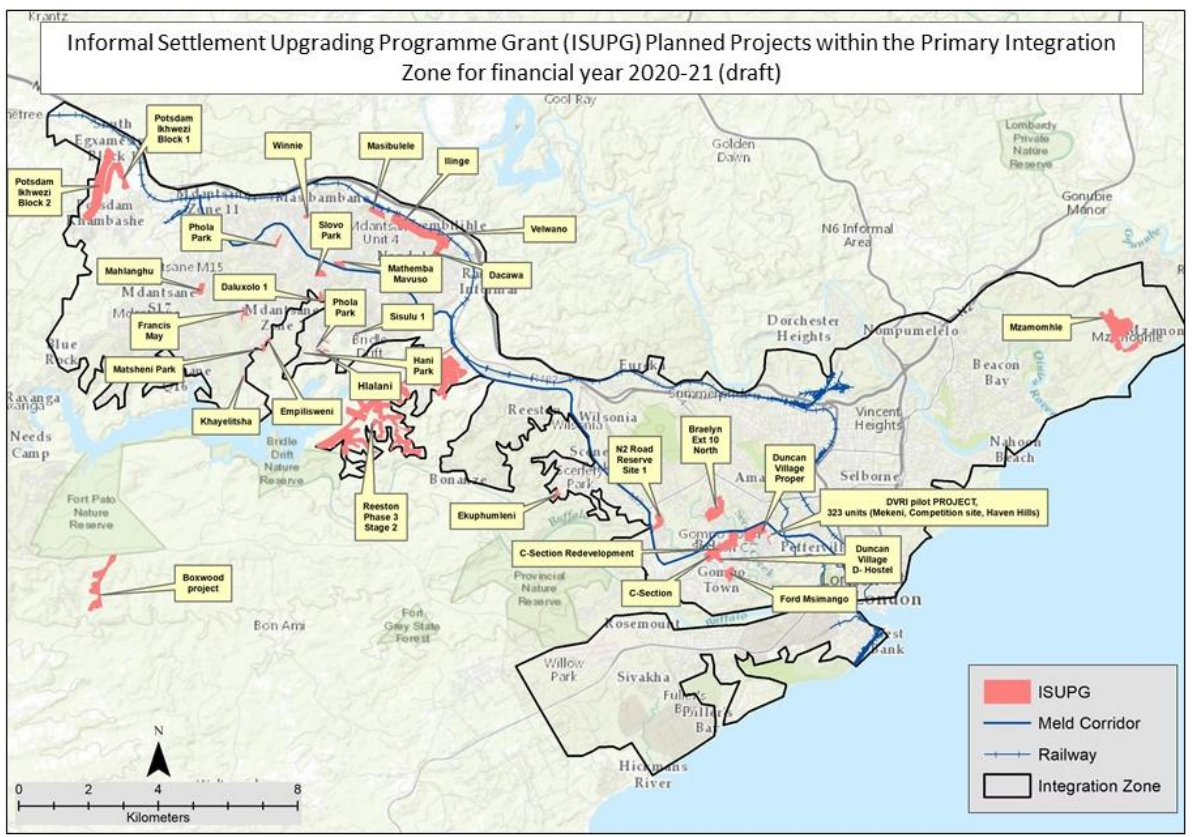 Krantz
Informal Settlement Upgrading Programme Grant (ISUPG) Planned Projects within the Primary Integration
Zone for financial year 2020-21 (draft)
Cool Ray
Golden
Dawn
Lombardy
Private
Nature
Reserve
Gonubie
Manor
N6 Informal
Area
Potsdam
Ikhwezi
Block 1
Potsdam
Ikhwezi
Block 2
Winnie
Masibulele
Ilinge
Velwano
Phola
Park
Slovo
Park
Unit 4
Mathemba
Mavuso
Dacawa
Mahlanghu
Daluxolo 1
Mdantsane
Phola
Park
Francis
May
Sisulu 1
Matsheni Park
Hani
Park
Hlalani
Khayelitsha
Empilisweni
Blue
Rock
Needs
Camp
Bridle
Drift
Nature
Reserve
Fort Pato
Nature
Reserve
Reeston
Phase 3
Stage 2
Bonanze
Boxwood
project
Bon Ami
Fort
Grey State
Forest
Dorchester
Heights
Nompumelelo
N2
Mzamomhle
Beacon
Bay
Nahoon
Beach
Eureka
Vincent
Heights
Selborne
Reeston
Wilsonia
N2 Road
Reserve
Site 1
Braelyn
Ext 10
North
Duncan
Village
Proper
Ekuphumleni
DVRI pilot PROJECT,
323 units (Mekeni, Competition site, Haven Hills)
C-Section Redevelopment
Duncan
Village
D- Hostel
C-Section
Gompo
Town
Ford Msimango
Provincial
Nature
Reserve
Buffalo
Rosemount
Willow
Park
Siyakha
Hickmans
River
ISUPG
Meld Corridor
Railway
Integration Zone
N
0 2 4 8
Kilometers